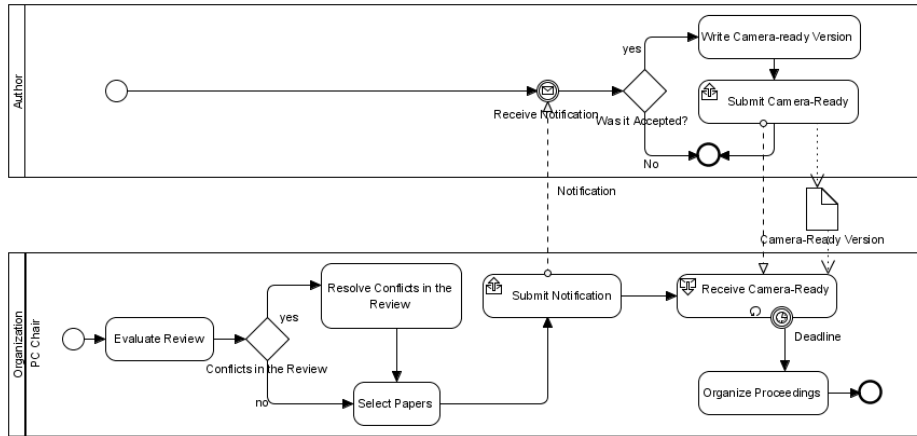 Author
yes
Write Camera-ready Version
Submit Camera-Ready
Receive Notification
Was it Accepted?
No
Notification
Camera-Ready Version
Organization
PC Chair
Evaluate Review
Conflicts in the Review
yes
no
Resolve Conflicts in the
Review
Select Papers
Submit Notification
Receive Camera-Ready
Deadline
Organize Proceedings